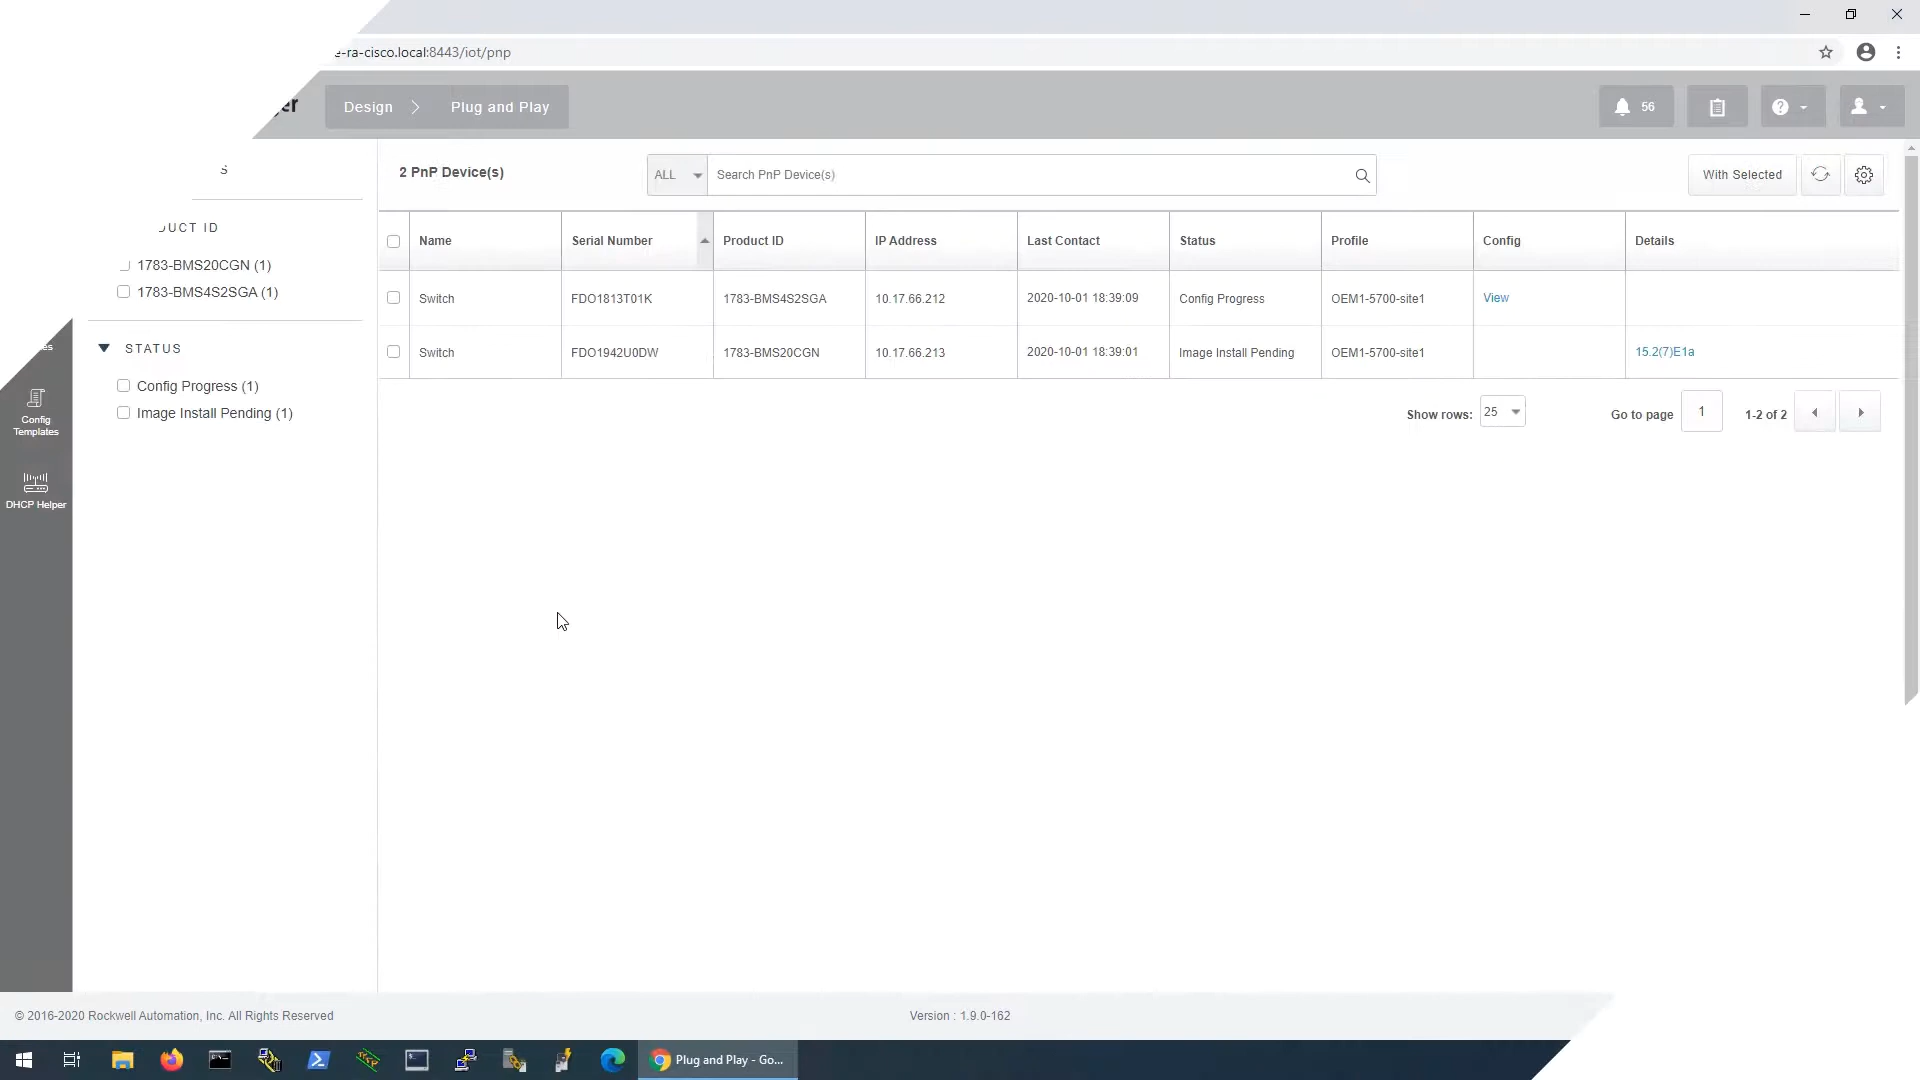 e-ra-cisco.local:8443/iot/pnp
er
Design
Plug and Play
56
S
DUCT ID
1783-BMS20CGN (1)
1783-BMS4S2SGA (1)
STATUS
Config Progress (1)
Image Install Pending (1)
es
Config
Templates
DHCP Helper
2 PnP Device(s)
ALL
Search PnP Device(s)
With Selected
Name Serial Number Product ID IP Address Last Contact Status Profile Config Details
Switch FDO1813T01K 1783-BMS4S2SGA 10.17.66.212 2020-10-01 18:39:09 Config Progress OEM1-5700-site1 View
Switch FDO1942U0DW 1783-BMS20CGN 10.17.66.213 2020-10-01 18:39:01 Image Install Pending OEM1-5700-site1 15.2(7)E1a
Show rows: 25 Go to page 1 1-2 of 2
© 2016-2020 Rockwell Automation, Inc. All Rights Reserved
Version : 1.9.0-162
Plug and Play - Go...